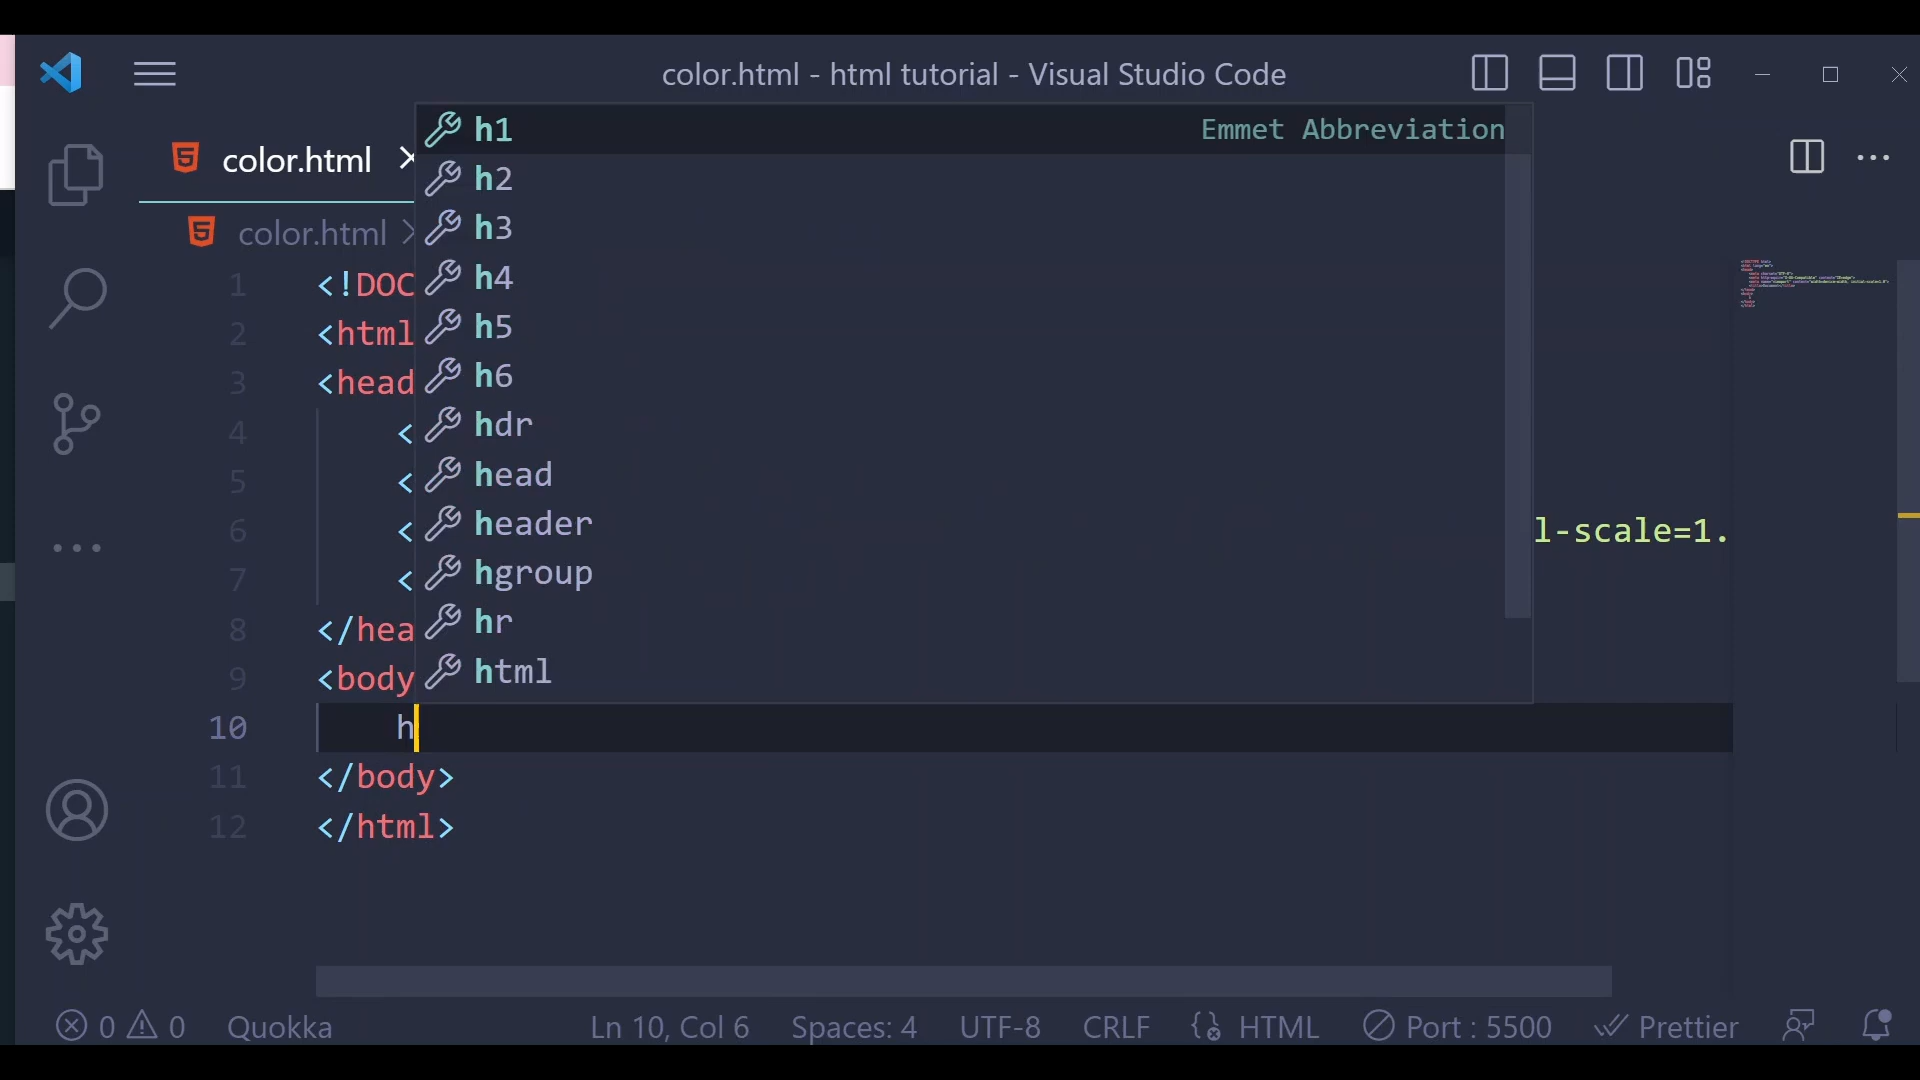 color.html - html tutorial - Visual Studio Code
color.html
color.html
h1 Emmet Abbreviation
h2
h3
h4
h5
h6
hdr
head
header
hgroup
hr
html
1 <!DOC
2 <html
3 <head
4 <
5 <
6 < l-scale=1.
7 <
8 </hea
9 <body
10 h
11 </body>
12 </html>
0 0 Quokka Ln 10, Col 6 Spaces: 4 UTF-8 CRLF HTML Port : 5500 Prettier